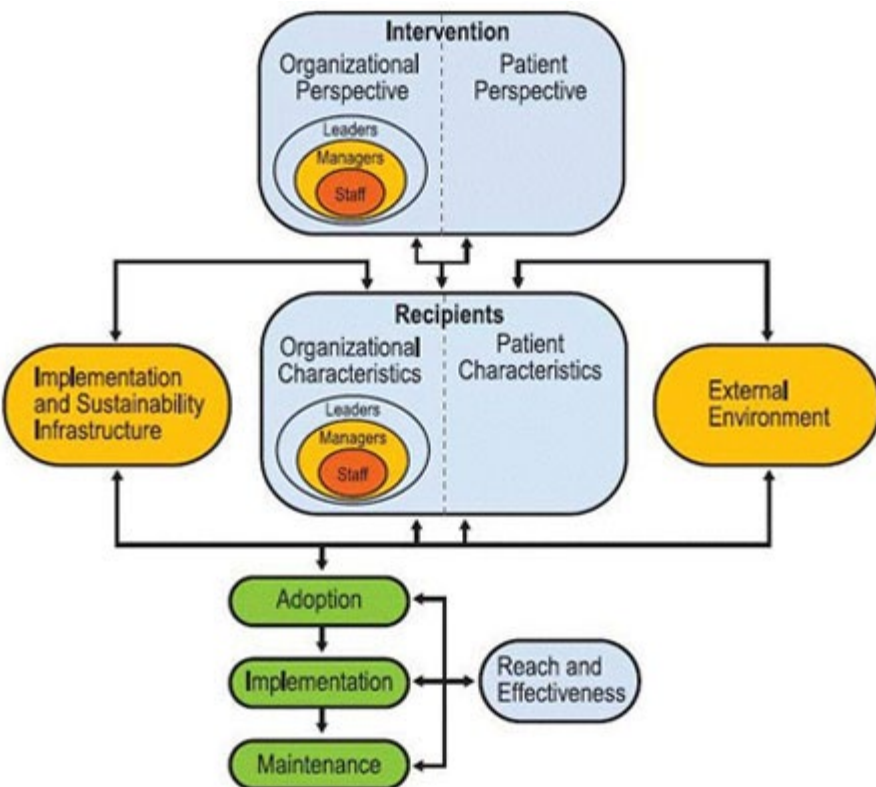 Intervention
Organizational
Perspective
Patient
Perspective
Leaders
Managers
Staff
Recipients
Organizational
Characteristics
Patient
Characteristics
Leaders
Managers
Staff
Implementation
and Sustainability
Infrastructure
External
Environment
Adoption
Implementation
Maintenance
Reach and
Effectiveness